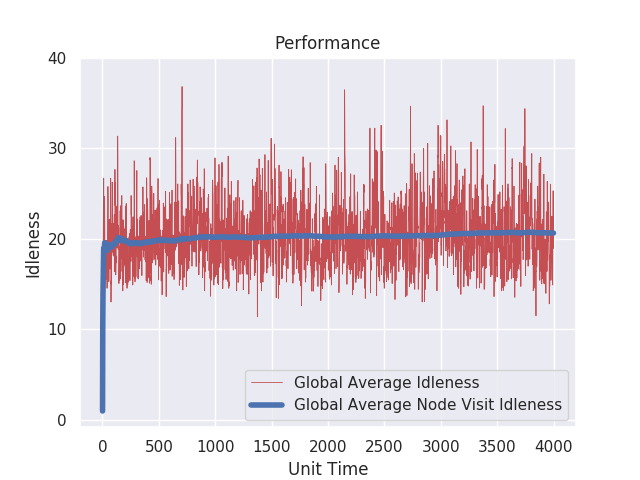 Performance
Idleness
40
30
20
10
0
Global Average Idleness
Global Average Node Visit Idleness
0 500 1000 1500 2000 2500 3000 3500 4000
Unit Time